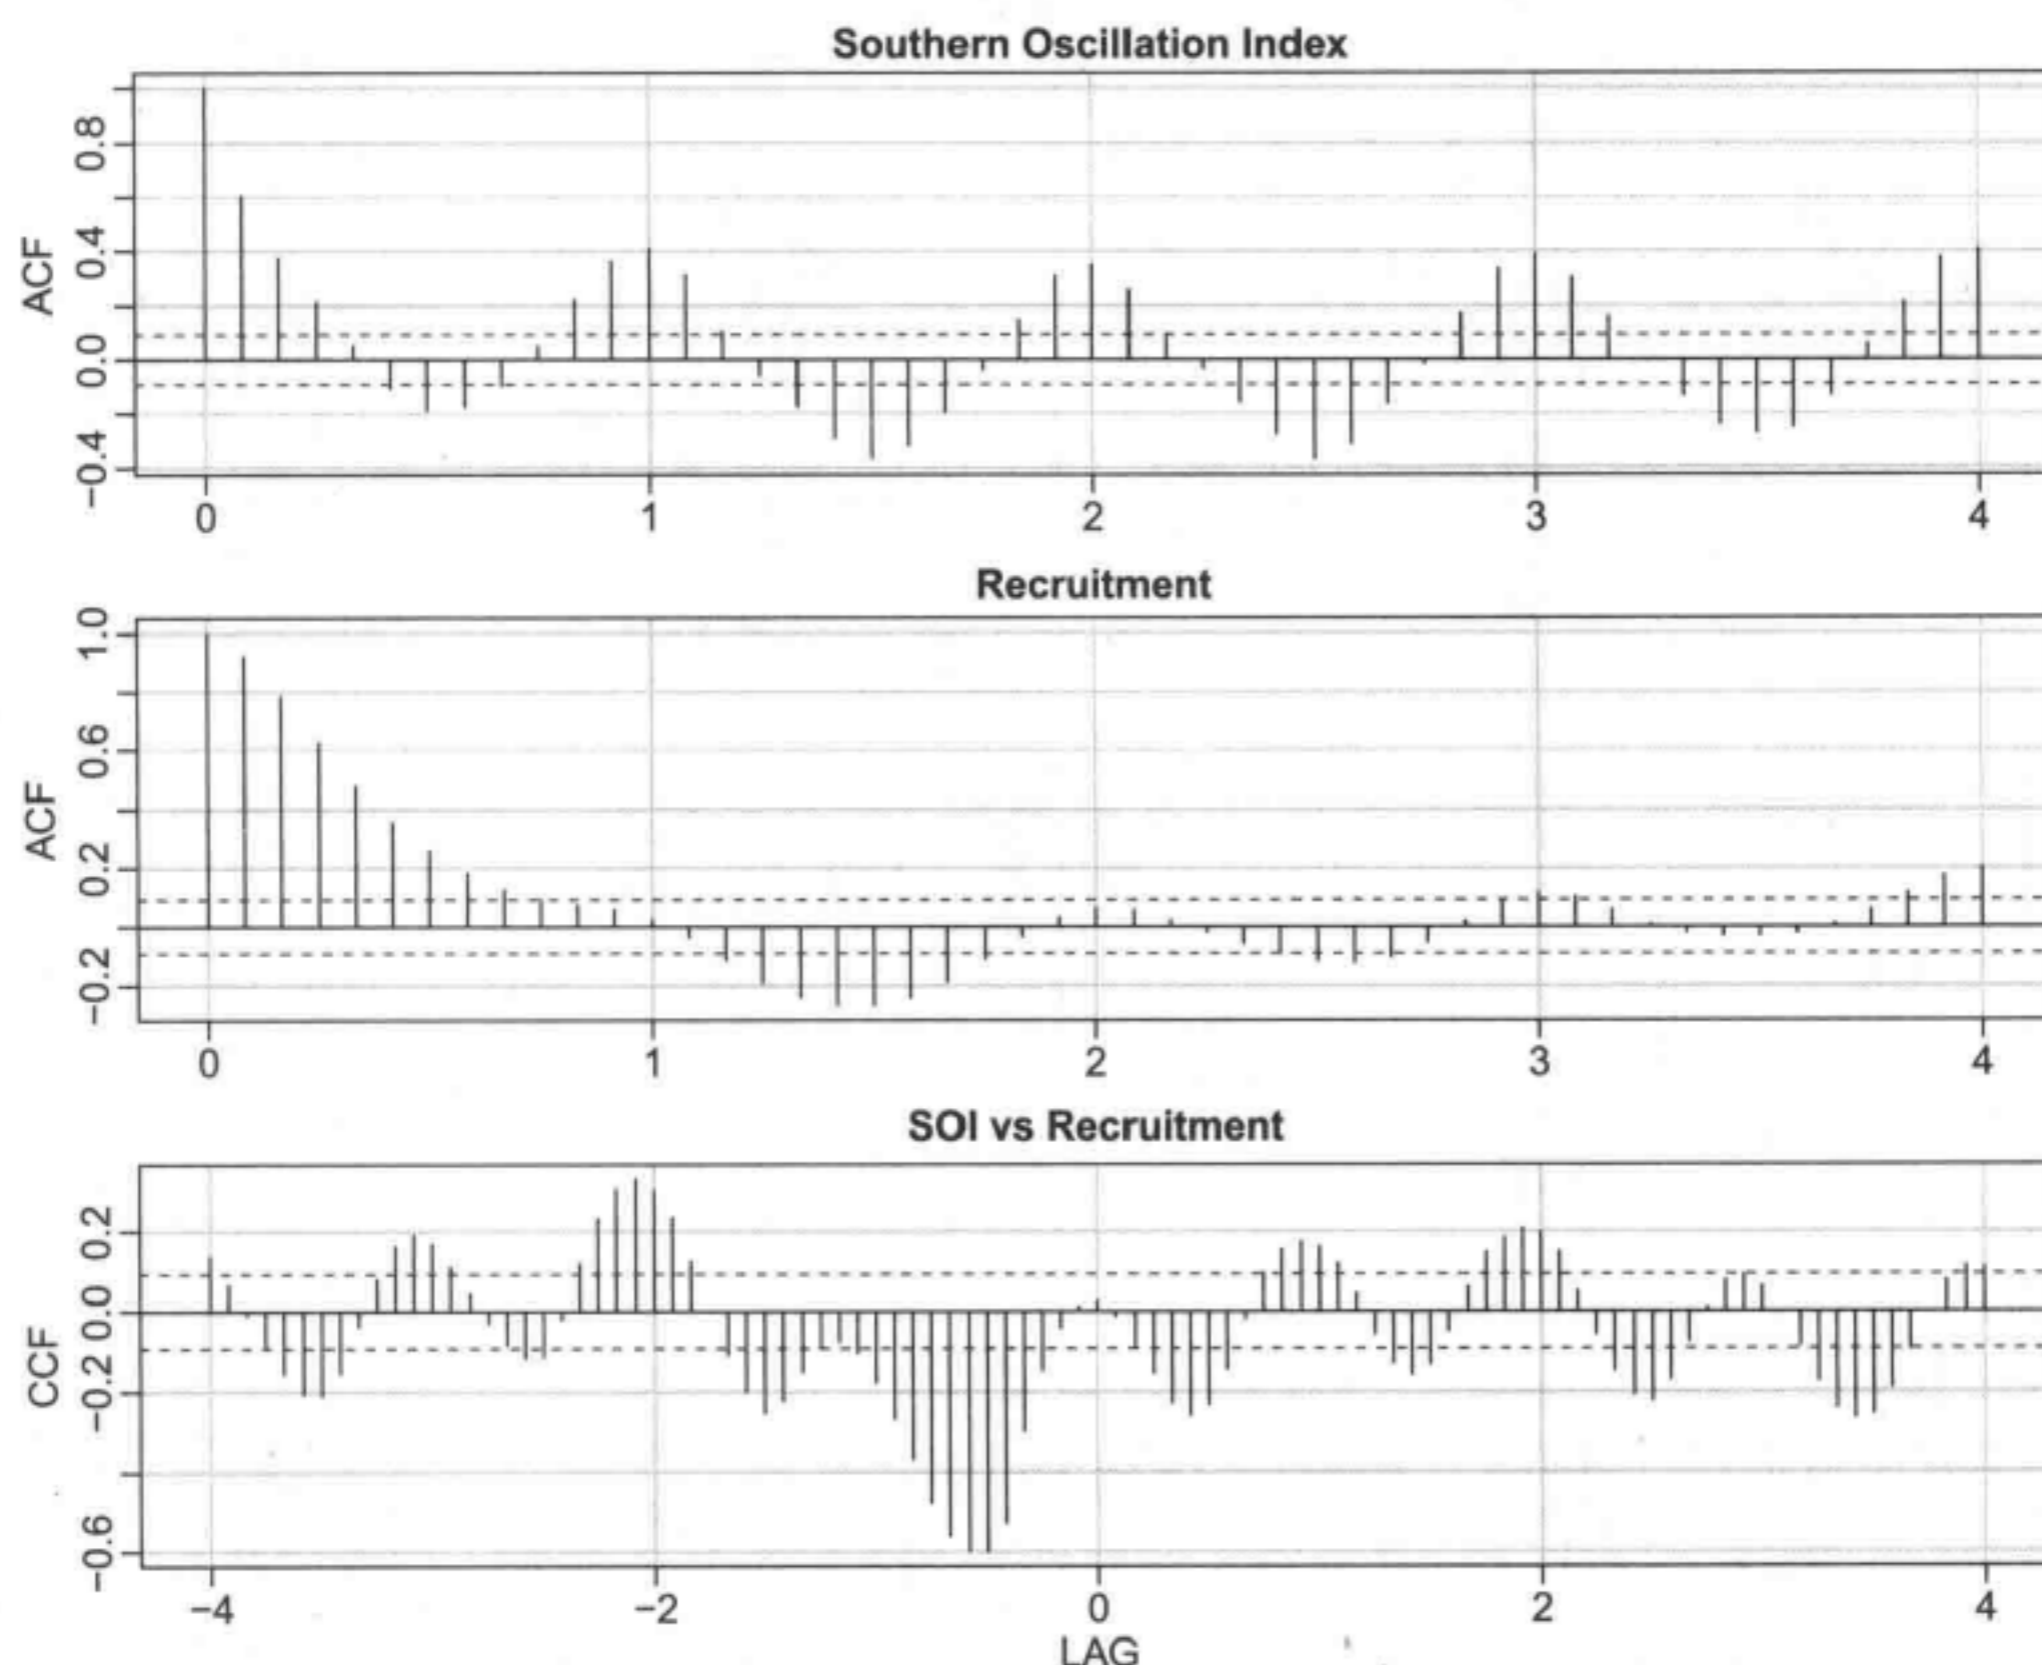 Southern Oscillation Index
ACF
0.8
0.4
0.0
−0.4
0 1 2 3 4
Recruitment
ACF
1.0
0.6
0.2
−0.2
0 1 2 3 4
SOI vs Recruitment
CCF
0.2
0.0
−0.2
−0.6
−4 −2 0 2 4
LAG